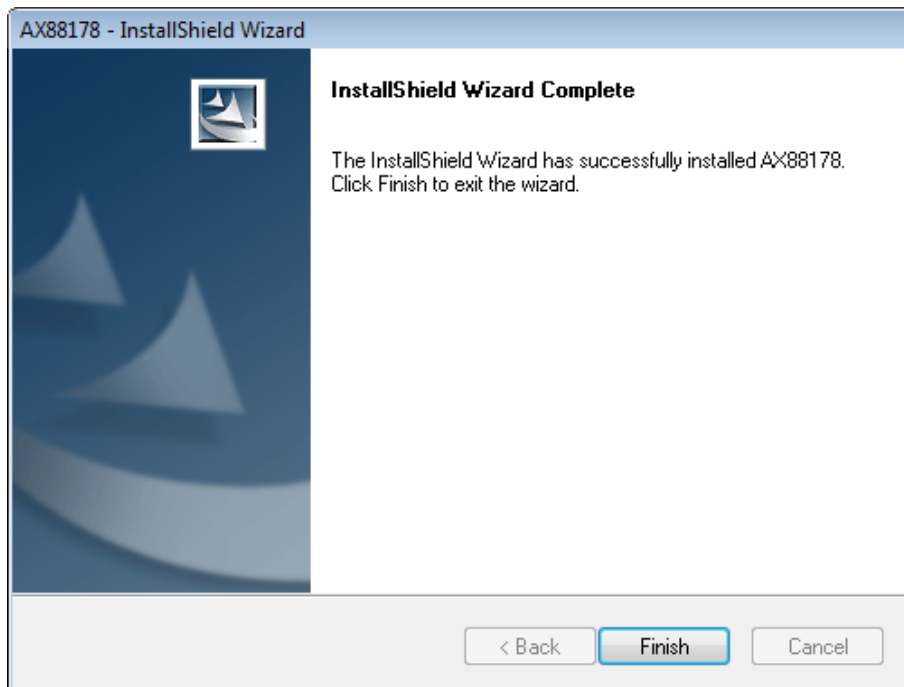 AX88178 - InstallShield Wizard
InstallShield Wizard Complete
The InstallShield Wizard has successfully installed AX88178.
Click Finish to exit the wizard.
< Back
Finish
Cancel